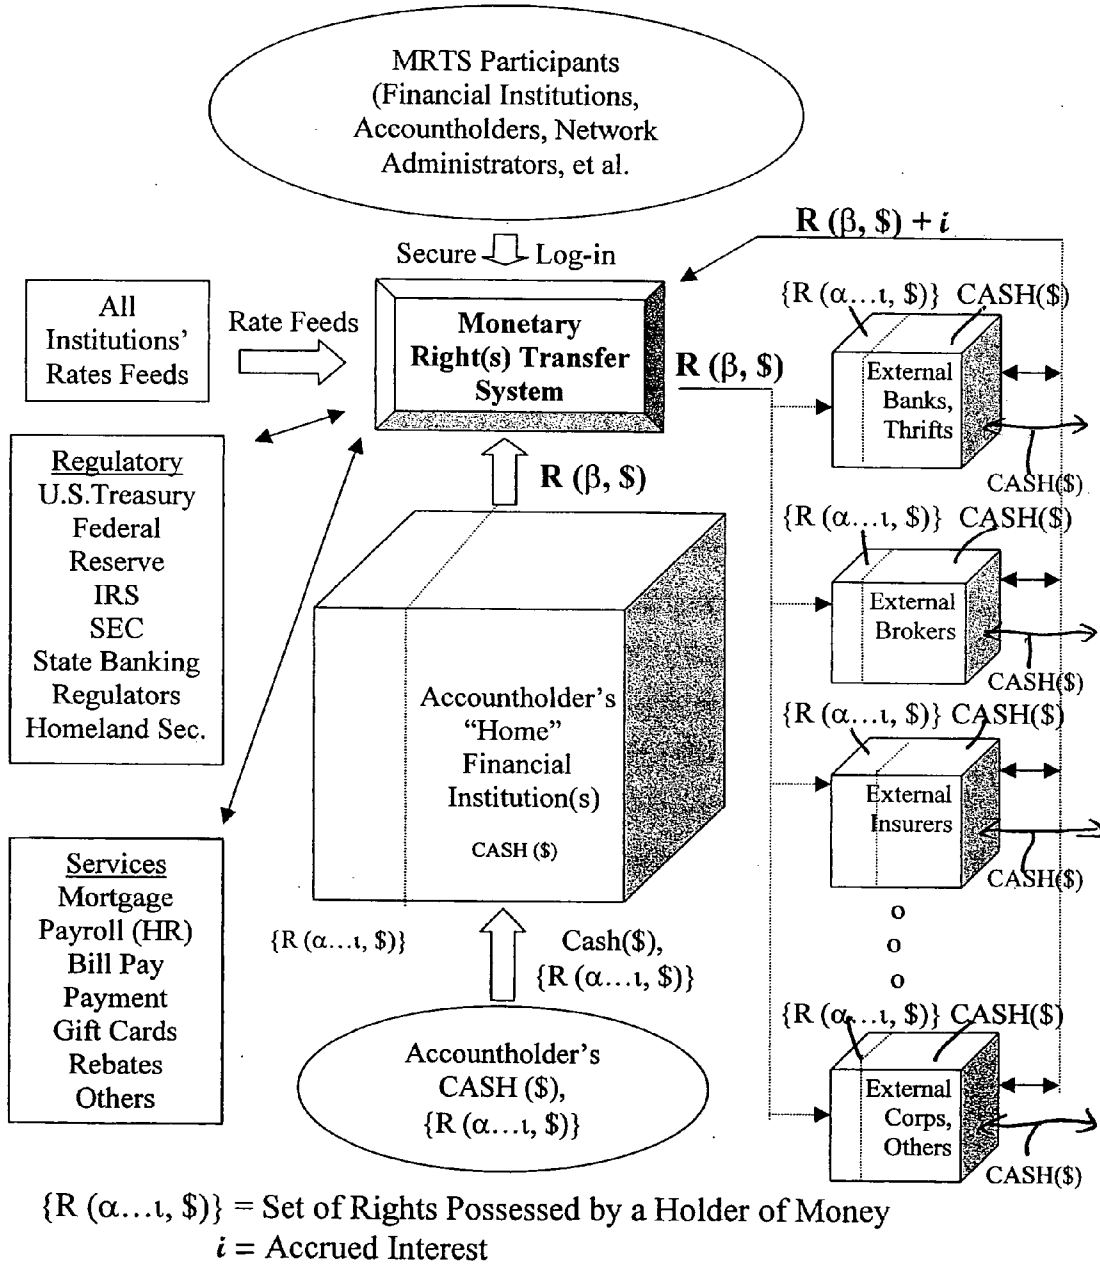 MRTS Participants
(Financial Institutions,
Accountholders, Network
Administrators, et al.
Secure Log-in
R (β, $) + i
All
Institutions’
Rates Feeds
Rate Feeds
Monetary
Right(s) Transfer
System
R (β, $)
{R (α...ι, $)} CASH($)
External
Banks,
Thrifts
CASH($)
Regulatory
U.S.Treasury
Federal
Reserve
IRS
SEC
State Banking
Regulators
Homeland Sec.
R (β, $)
{R (α...ι, $)} CASH($)
External
Brokers
CASH($)
Accountholder’s
“Home”
Financial
Institution(s)
CASH ($)
{R (α...ι, $)} CASH($)
External
Insurers
CASH($)
Services
Mortgage
Payroll (HR)
Bill Pay
Payment
Gift Cards
Rebates
Others
{R (α...ι, $)}
Cash($),
{R (α...ι, $)}
o
o
o
{R (α...ι, $)} CASH($)
External
Corps,
Others
CASH($)
Accountholder’s
CASH ($),
{R (α...ι, $)}
{R (α...ι, $)} = Set of Rights Possessed by a Holder of Money
i = Accrued Interest